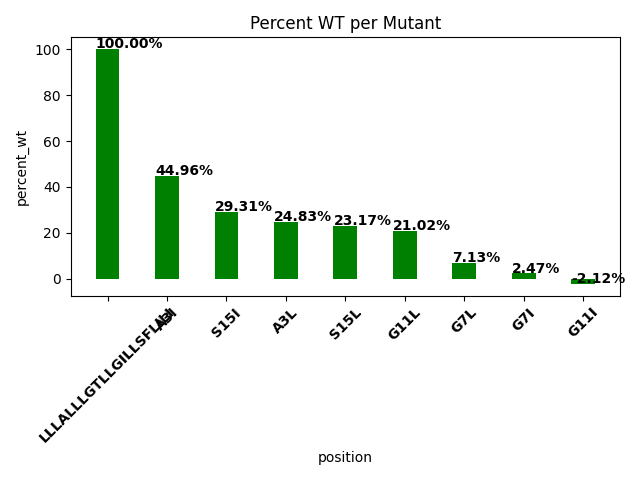 Percent WT per Mutant
percent_wt
100
80
60
40
20
0
100.00%
44.96%
29.31%
24.83%
23.17%
21.02%
7.13%
2.47%
-2.12%
A3I
S15I
A3L
S15L
G11L
G7L
G7I
G11I
position